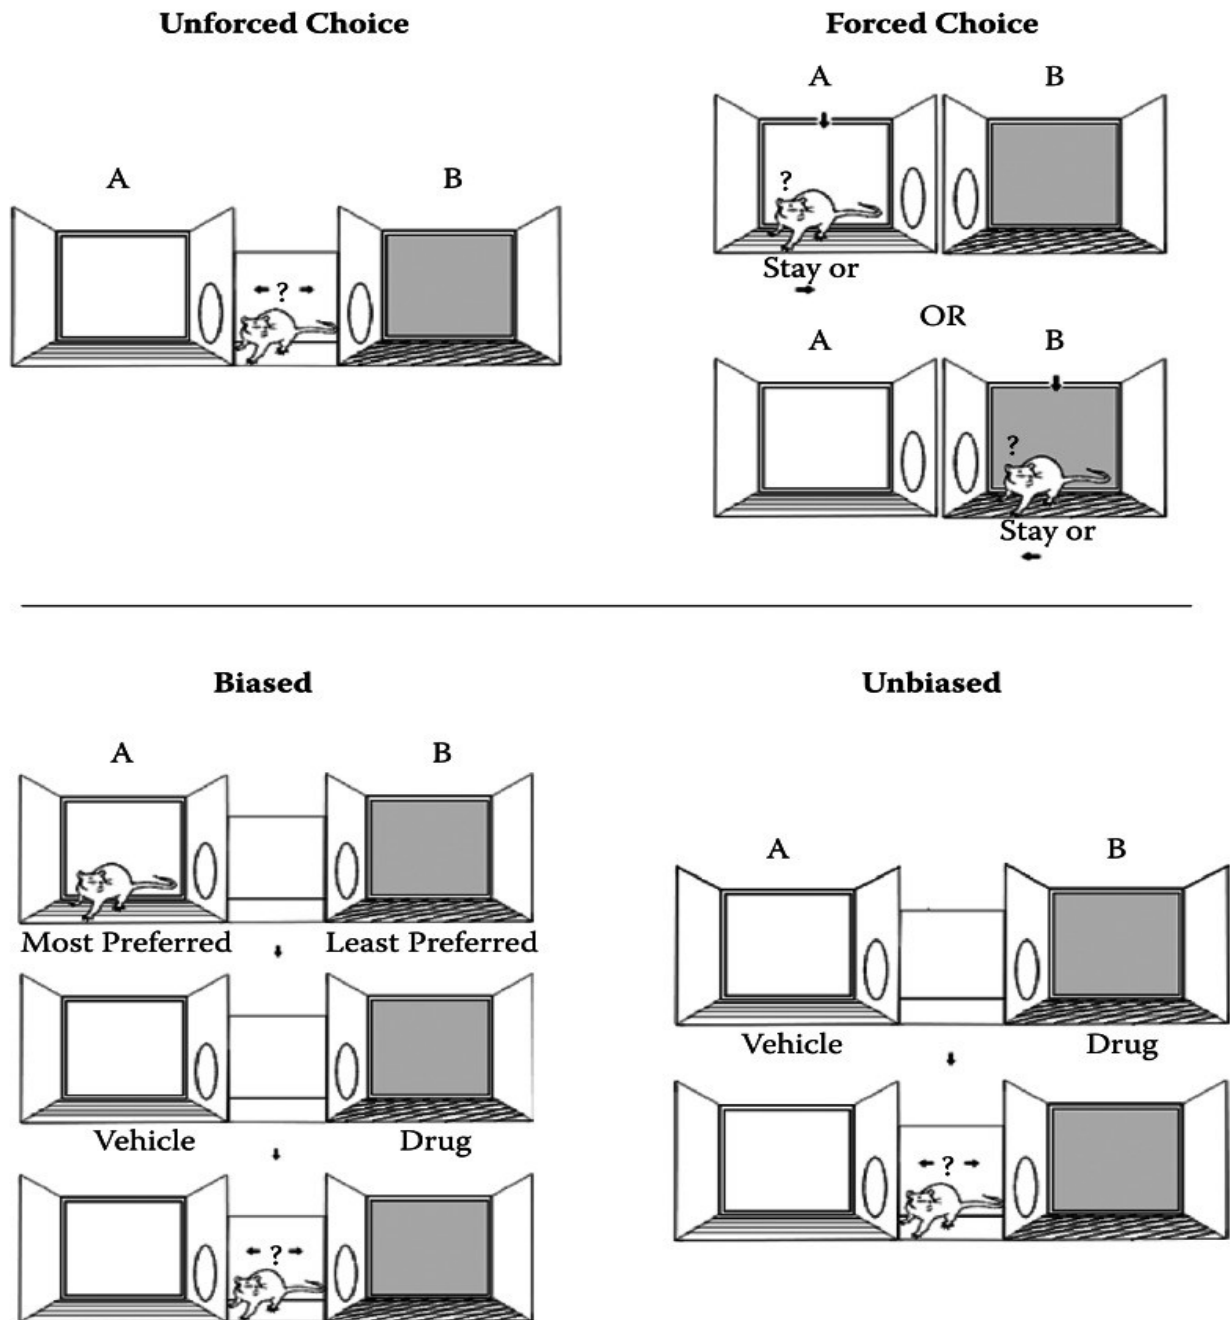 Unforced Choice
A B
?
Forced Choice
A B
?
Stay or
OR
A B
?
Stay or
Biased
A B
Most Preferred Least Preferred
Vehicle Drug
?
Unbiased
A B
Vehicle Drug
?